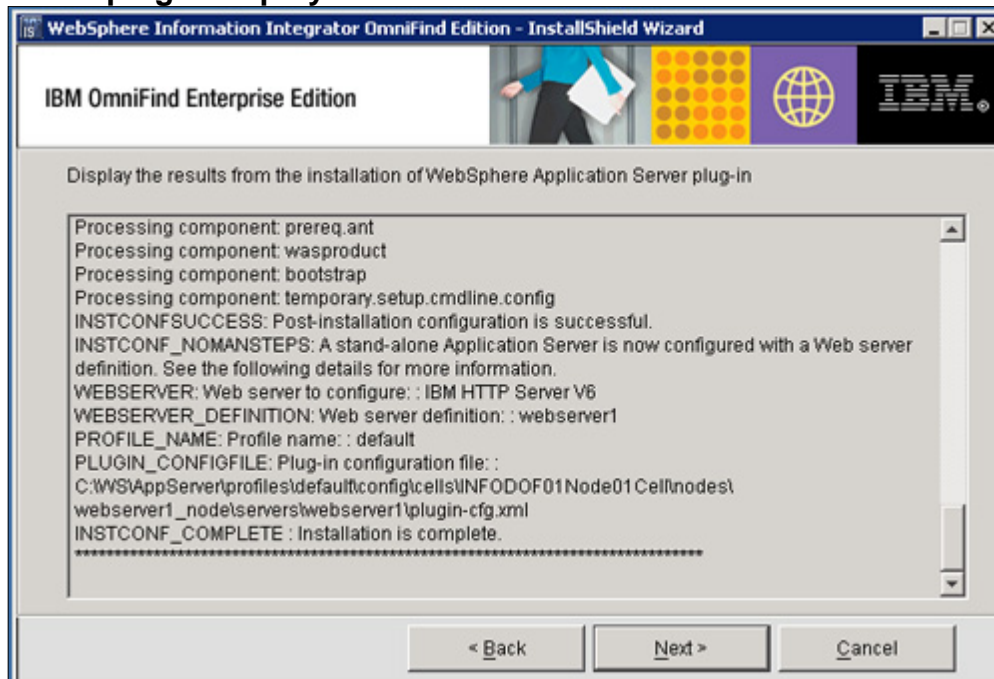 WebSphere Information Integrator OmniFind Edition - InstallShield Wizard
IBM OmniFind Enterprise Edition
IBM
Display the results from the installation of WebSphere Application Server plug-in
Processing component: prereq.ant
Processing component: wasproduct
Processing component: bootstrap
Processing component: temporary.setup.cmdline.config
INSTCONFSUCCESS: Post-installation configuration is successful.
INSTCONF_NOMANSTEPS: A stand-alone Application Server is now configured with a Web server
definition. See the following details for more information.
WEBSERVER: Web server to configure: : IBM HTTP Server V6
WEBSERVER_DEFINITION: Web server definition: : webserver1
PROFILE_NAME: Profile name: : default
PLUGIN_CONFIGFILE: Plug-in configuration file: :
C:\WS\AppServer\profiles\default\config\cells\INFODOF01Node01Cell\nodes\
webserver1_node\servers\webserver1\plugin-cfg.xml
INSTCONF_COMPLETE : Installation is complete.
*******************************************************************************
< Back
Next >
Cancel